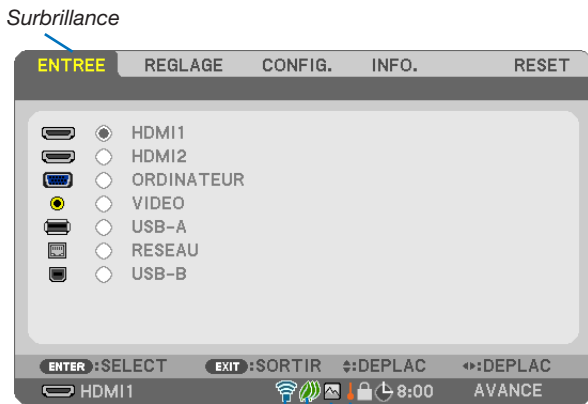 Surbrillance
ENTREE REGLAGE CONFIG. INFO. RESET
HDMI1
HDMI2
ORDINATEUR
VIDEO
USB-A
RESEAU
USB-B
ENTER:SELECT EXIT:SORTIR :DEPLAC :DEPLAC
HDMI1 8:00 AVANCE